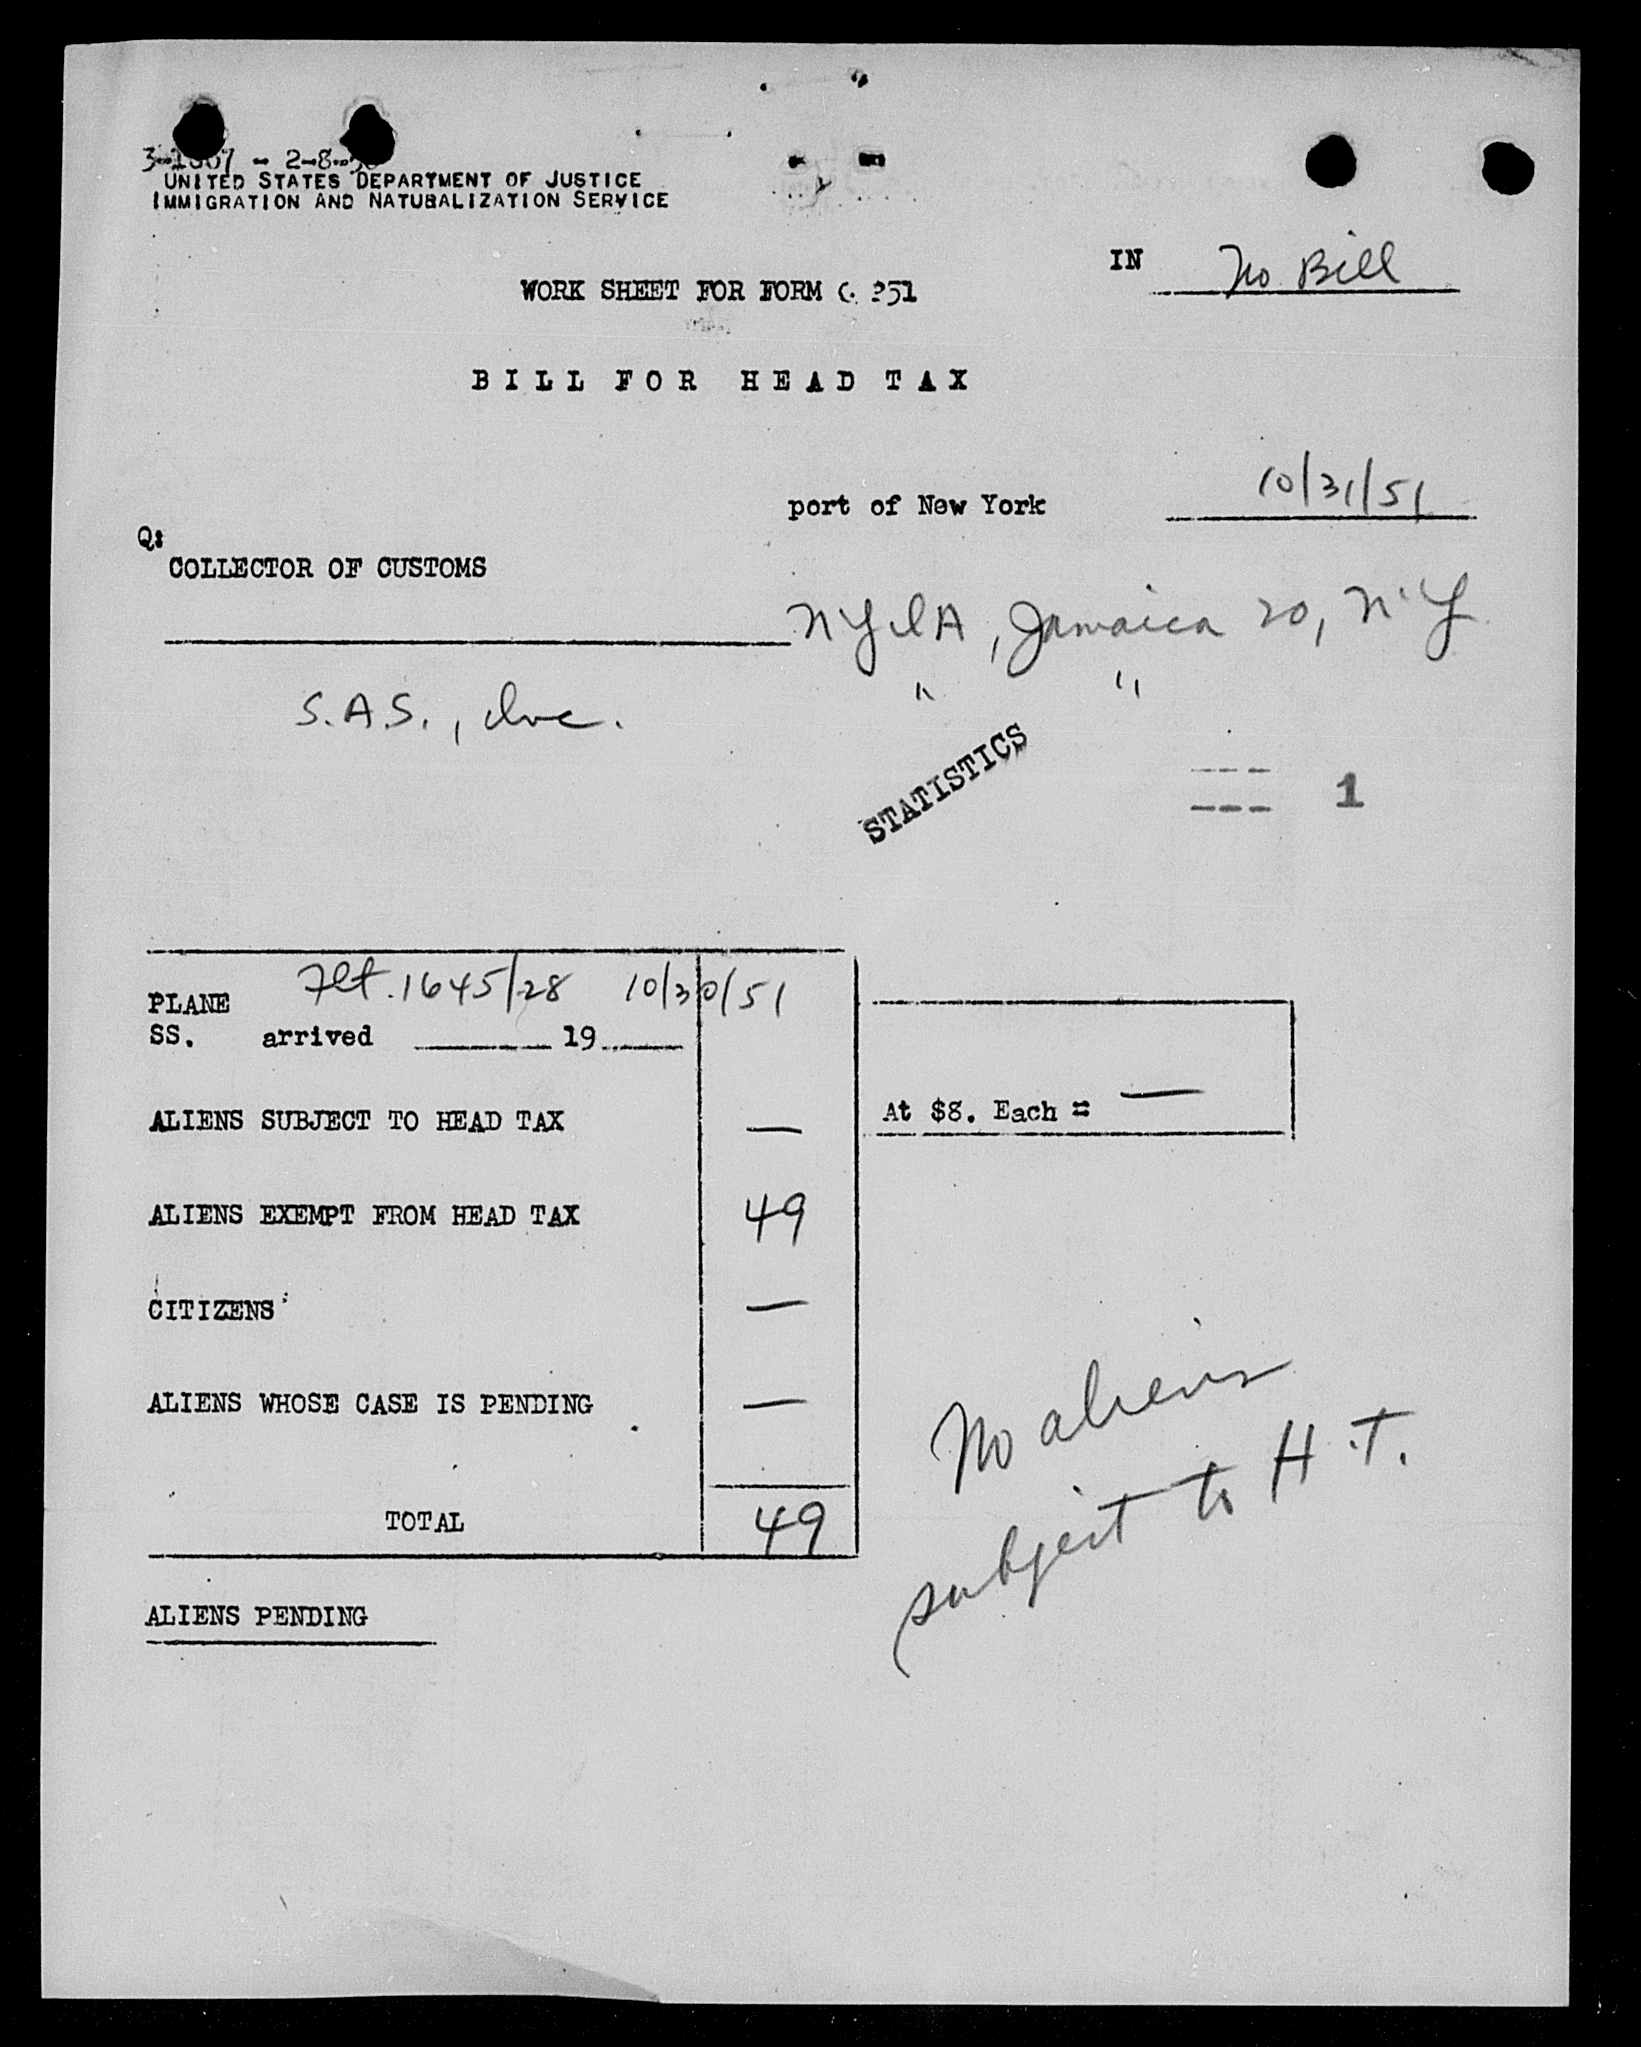 - 2-8-
UNITED STATES DEPARTMENT OF JUSTICE
IMMIGRATION AND NATURALIZATION SERVICE
IN No Bill
WORK SHEET FOR FORM
BILL FOR HEAD TAX
port of New York 10/31/51
Q:
COLLECTOR OF CUSTOMS
NYIA, Jamaica 20, N.Y.
S.A.S., Inc. " "
STATISTICS
1
PLANE Flt. 1645/28 10/30/51
SS. arrived 19
ALIENS SUBJECT TO HEAD TAX — At $8. Each = —
ALIENS EXEMPT FROM HEAD TAX 49
CITIZENS —
ALIENS WHOSE CASE IS PENDING —
No aliens
subject to H.T.
TOTAL 49
ALIENS PENDING